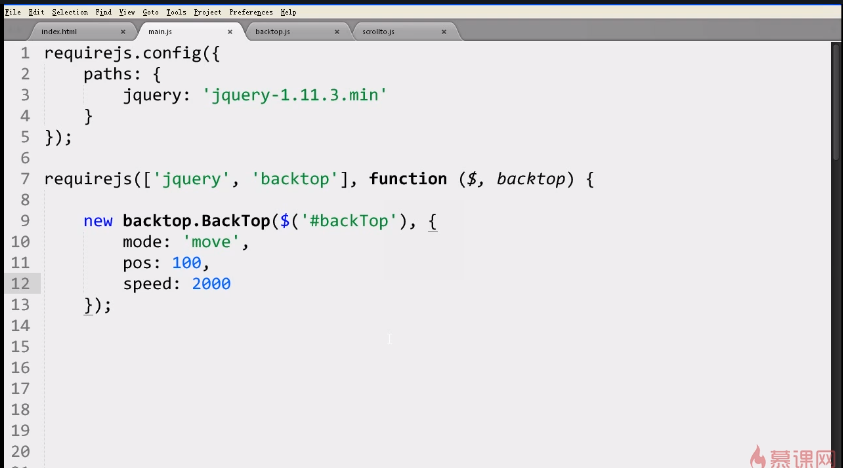 File Edit Selection Find View Goto Tools Project Preferences Help
index.html × main.js × backtop.js × scrollto.js ×
1 requirejs.config({
2     paths: {
3         jquery: 'jquery-1.11.3.min'
4     }
5 });
6
7 requirejs(['jquery', 'backtop'], function ($, backtop) {
8
9     new backtop.BackTop($('#backTop'), {
10         mode: 'move',
11         pos: 100,
12         speed: 2000
13     });
14
15
16
17
18
19
20
慕课网